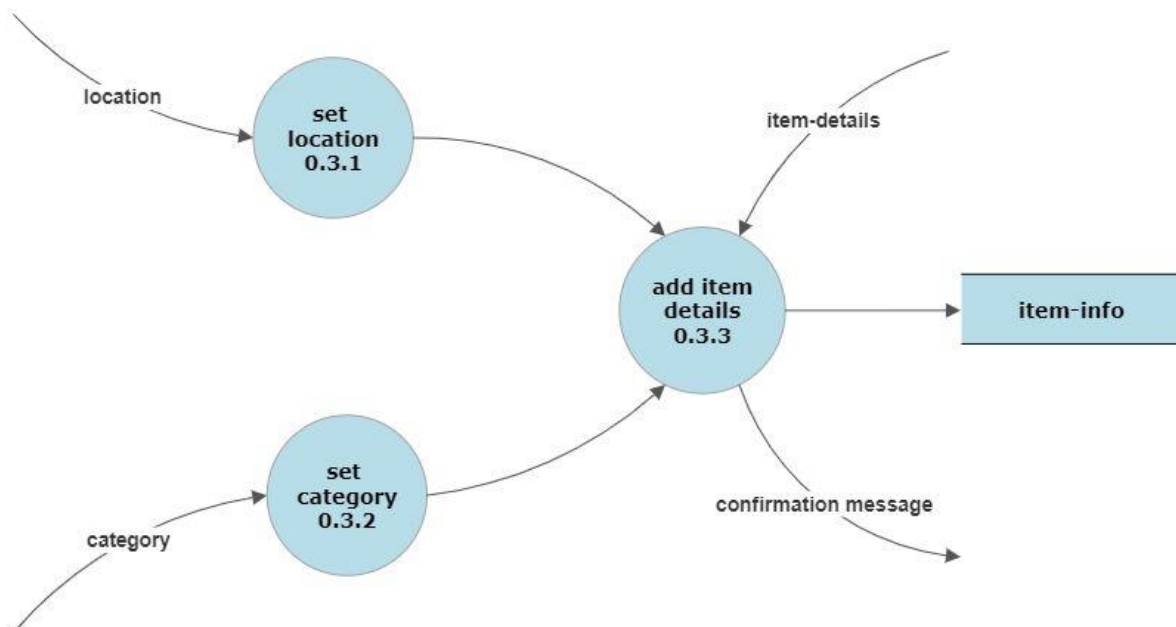 location
set
location
0.3.1
item-details
add item
details
0.3.3
item-info
set
category
0.3.2
category
confirmation message